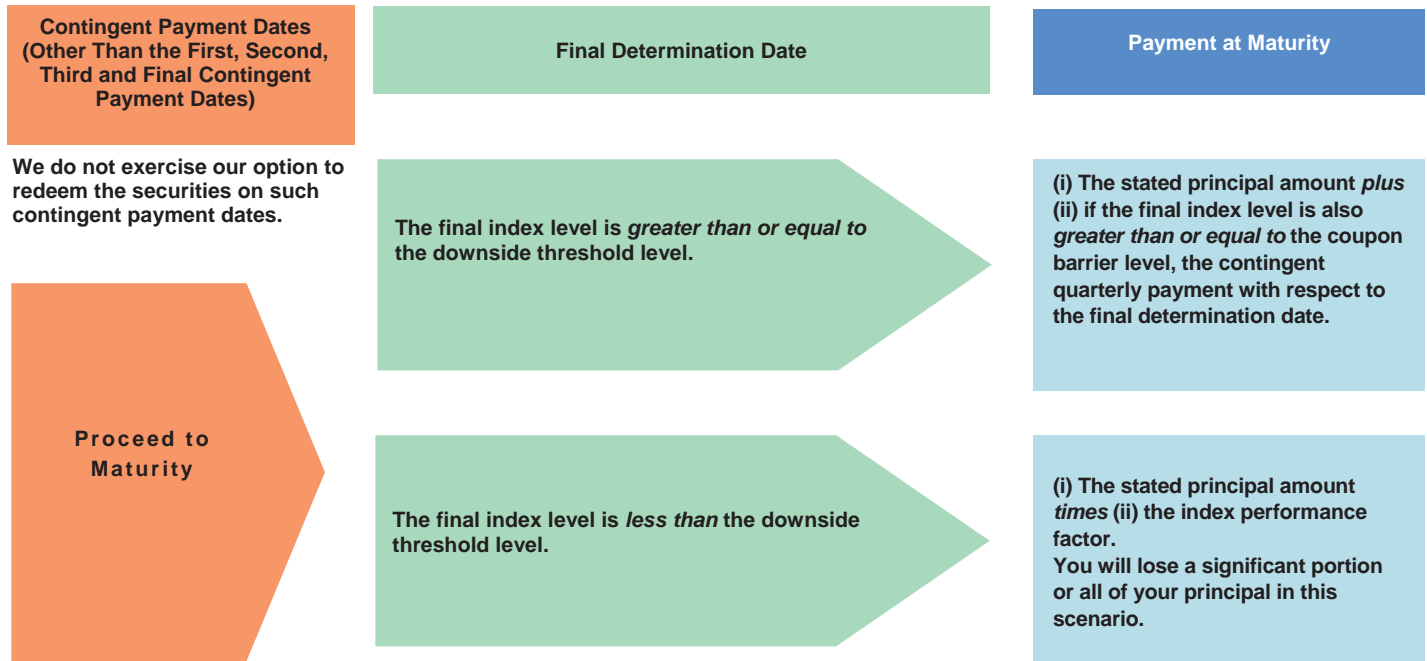 Contingent Payment Dates
(Other Than the First, Second,
Third and Final Contingent
Payment Dates)
Final Determination Date
Payment at Maturity
We do not exercise our option to
redeem the securities on such
contingent payment dates.
Proceed to
Maturity
The final index level is greater than or equal to
the downside threshold level.
(i) The stated principal amount plus
(ii) if the final index level is also
greater than or equal to the coupon
barrier level, the contingent
quarterly payment with respect to
the final determination date.
The final index level is less than the downside
threshold level.
(i) The stated principal amount
times (ii) the index performance
factor.
You will lose a significant portion
or all of your principal in this
scenario.